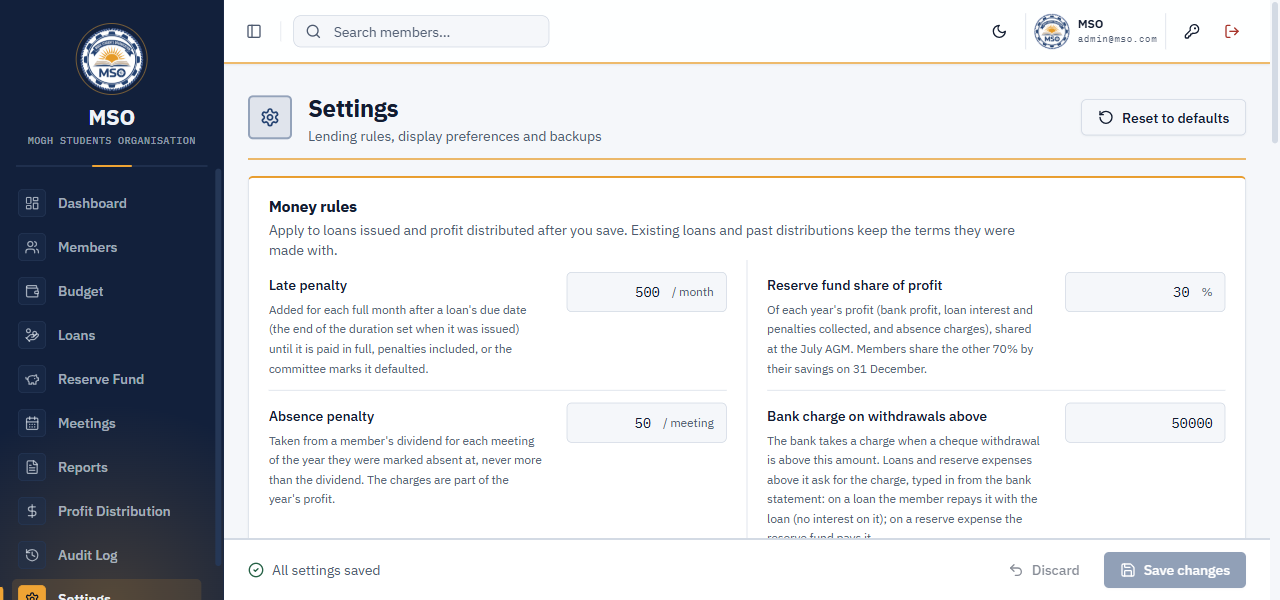 MSO
MOGH STUDENTS ORGANISATION
Dashboard
Members
Budget
Loans
Reserve Fund
Meetings
Reports
Profit Distribution
Audit Log
Settings
Search members...
MSO
admin@mso.com
Settings
Lending rules, display preferences and backups
Reset to defaults
Money rules
Apply to loans issued and profit distributed after you save. Existing loans and past distributions keep the terms they were
made with.
Late penalty
Added for each full month after a loan's due date
(the end of the duration set when it was issued)
until it is paid in full, penalties included, or the
committee marks it defaulted.
500 / month
Reserve fund share of profit
Of each year's profit (bank profit, loan interest and
penalties collected, and absence charges), shared
at the July AGM. Members share the other 70% by
their savings on 31 December.
30 %
Absence penalty
Taken from a member's dividend for each meeting
of the year they were marked absent at, never more
than the dividend. The charges are part of the
year's profit.
50 / meeting
Bank charge on withdrawals above
The bank takes a charge when a cheque withdrawal
is above this amount. Loans and reserve expenses
above it ask for the charge, typed in from the bank
statement: on a loan the member repays it with the
loan (no interest on it); on a reserve expense the
reserve fund pays it.
50000
All settings saved
Discard
Save changes